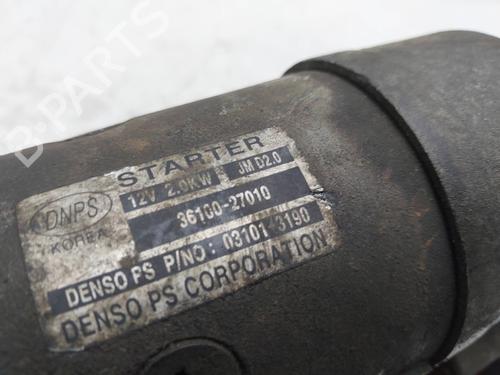 STARTER
12V 2.0KW JM D2.0
DNPS
KOREA
36100-27010
DENSO PS P/NO: 03101-3190
DENSO PS CORPORATION
B-PARTS